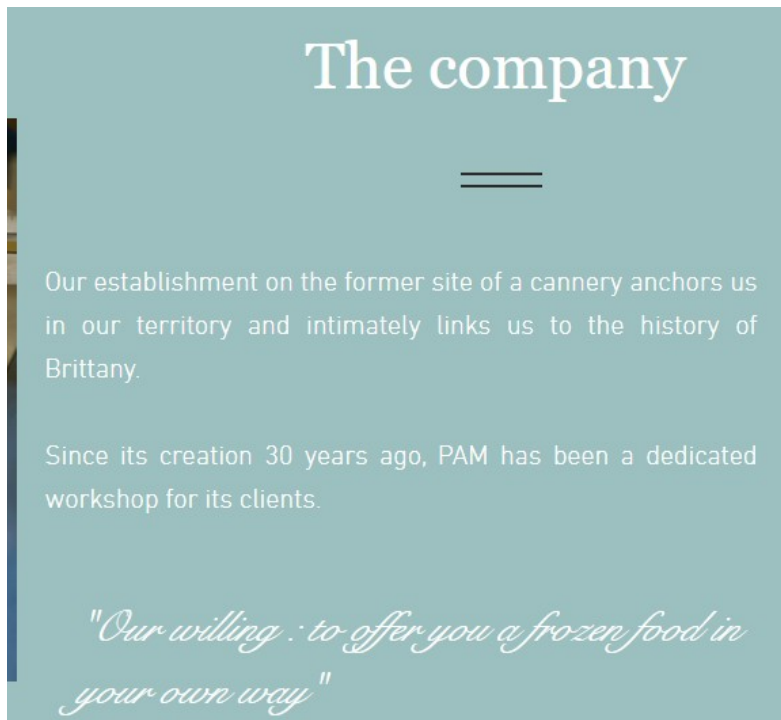 The company
Our establishment on the former site of a cannery anchors us
in our territory and intimately links us to the history of
Brittany.
Since its creation 30 years ago, PAM has been a dedicated
workshop for its clients.
"Our willing : to offer you a frozen food in
your own way"